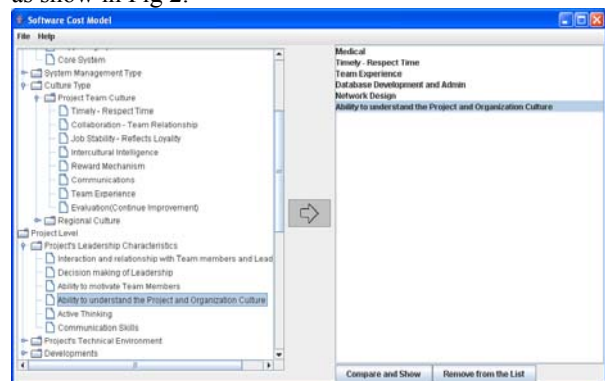 as show in Fig 2.
Software Cost Model
File Help
Core System
System Management Type
Culture Type
Project Team Culture
Timely - Respect Time
Collaboration - Team Relationship
Job Stability - Reflects Loyality
Intercultural Intelligence
Reward Mechanism
Communications
Team Experience
Evaluation(Continue Improvement)
Regional Culture
Project Level
Project's Leadership Characteristics
Interaction and relationship with Team members and Lead
Decision making of Leadership
Ability to motivate Team Members
Ability to understand the Project and Organization Culture
Active Thinking
Communication Skills
Project's Technical Environment
Developments
Medical
Timely - Respect Time
Team Experience
Database Development and Admin
Network Design
Ability to understand the Project and Organization Culture
Compare and Show Remove from the List